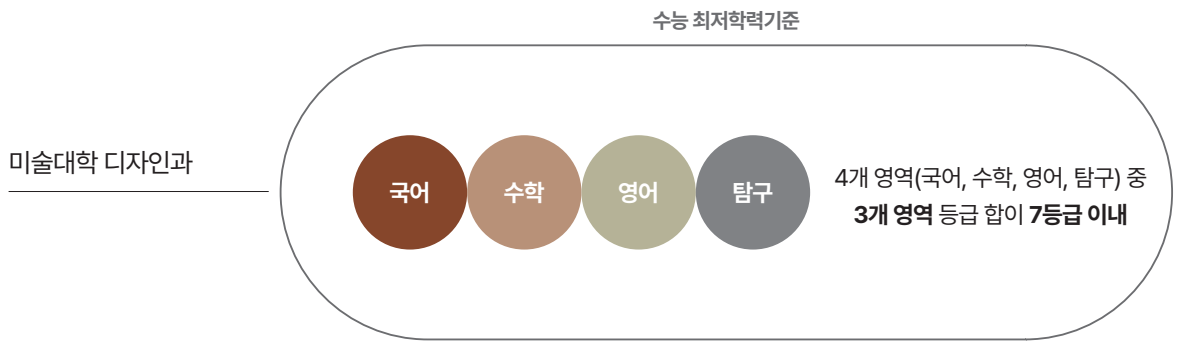 수능 최저학력기준
미술대학 디자인과
국어
수학
영어
탐구
4개 영역(국어, 수학, 영어, 탐구) 중
3개 영역 등급 합이 7등급 이내